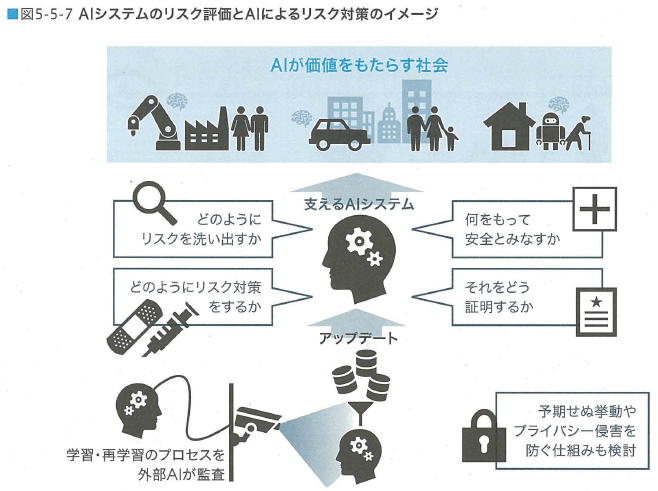 ■図5-5-7 AIシステムのリスク評価とAIによるリスク対策のイメージ
AIが価値をもたらす社会
支えるAIシステム
どのように
リスクを洗い出すか
何をもって
安全とみなすか
どのようにリスク対策
をするか
それをどう
証明するか
アップデート
学習・再学習のプロセスを
外部AIが監査
予期せぬ挙動や
プライバシー侵害を
防ぐ仕組みも検討